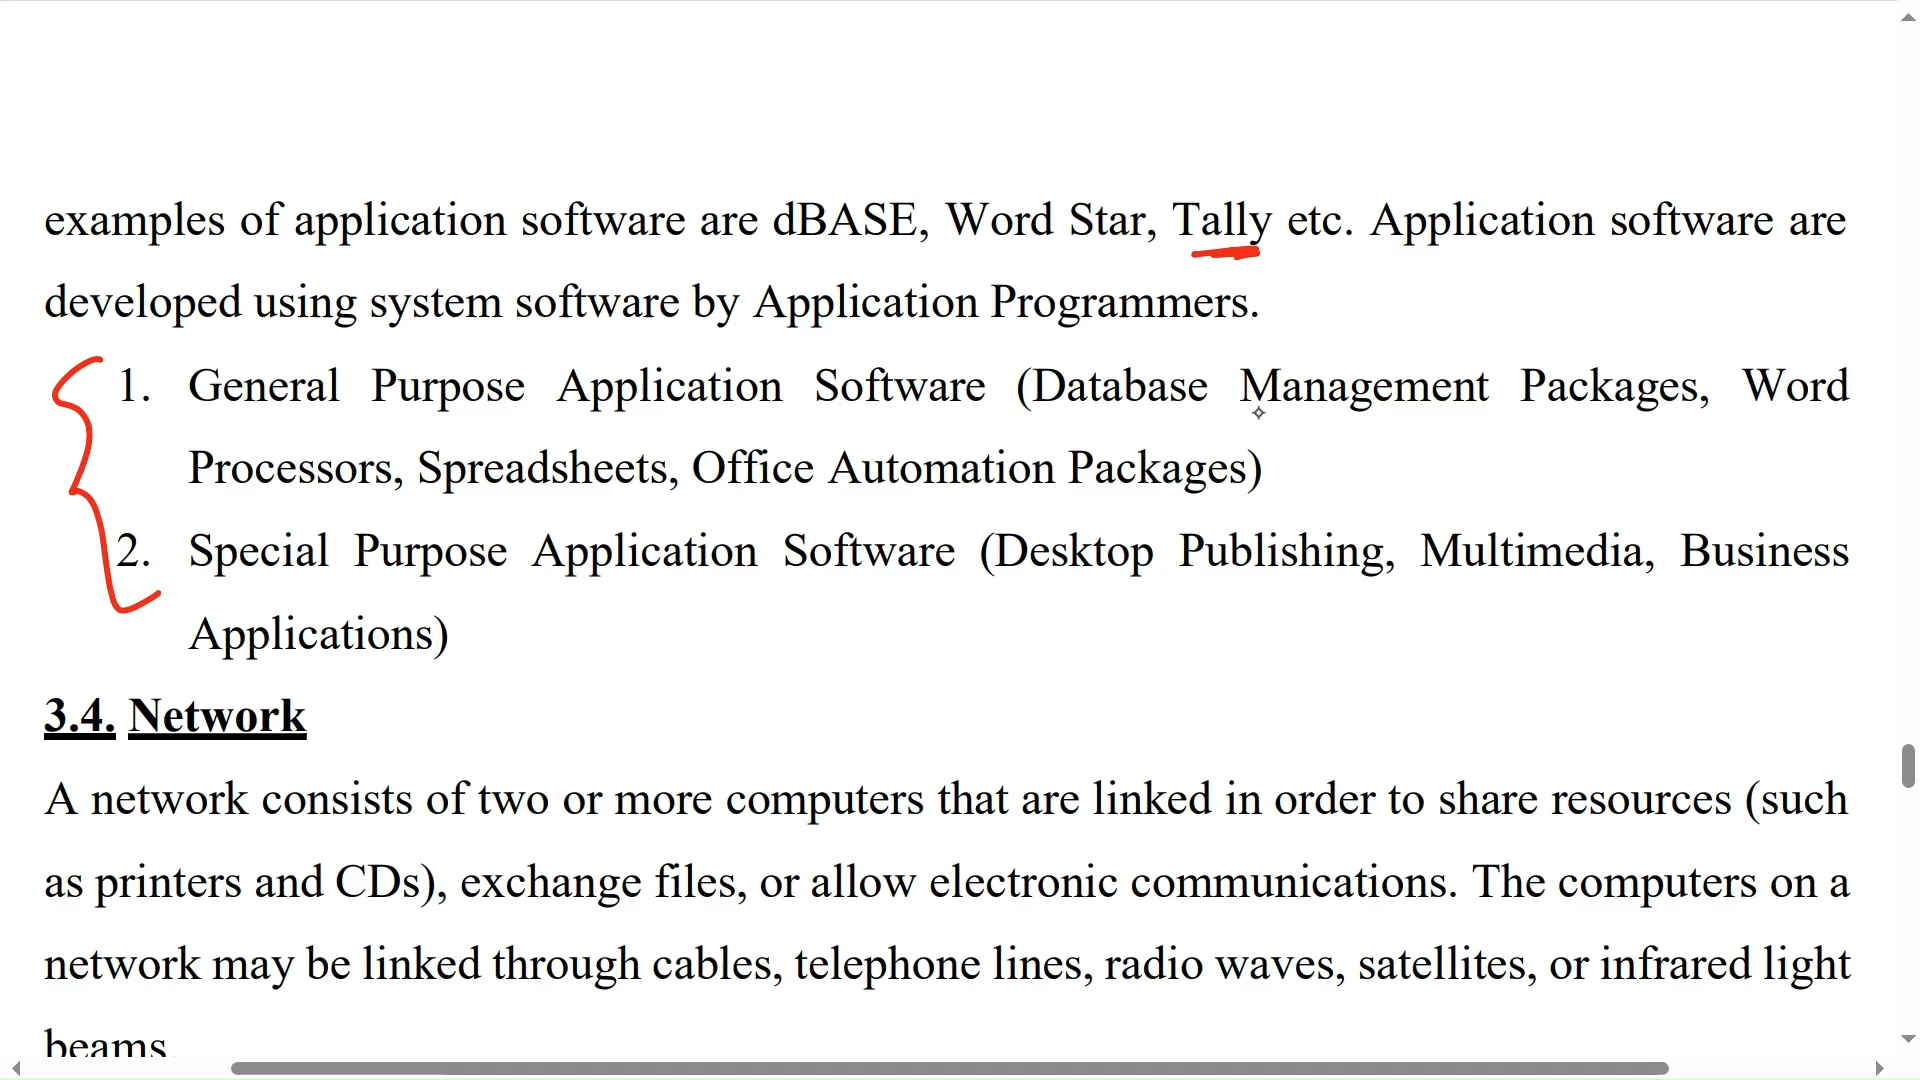 examples of application software are dBASE, Word Star, Tally etc. Application software are
developed using system software by Application Programmers.
1. General Purpose Application Software (Database Management Packages, Word
Processors, Spreadsheets, Office Automation Packages)
2. Special Purpose Application Software (Desktop Publishing, Multimedia, Business
Applications)
3.4. Network
A network consists of two or more computers that are linked in order to share resources (such
as printers and CDs), exchange files, or allow electronic communications. The computers on a
network may be linked through cables, telephone lines, radio waves, satellites, or infrared light
beams.